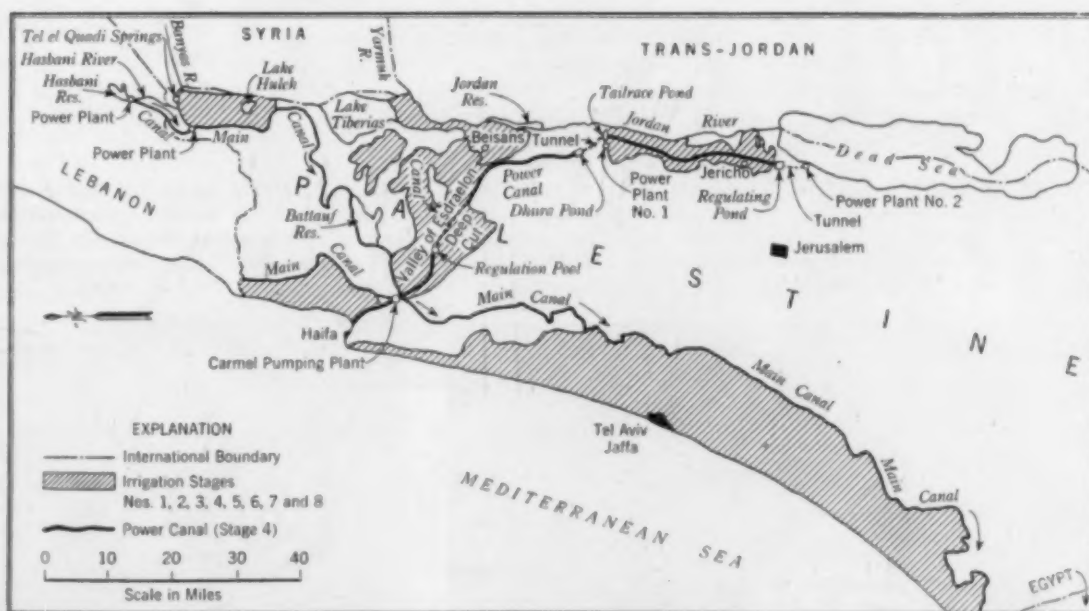 SYRIA
TRANS-JORDAN
Tel el Quadi Springs
Banyas R.
Hasbani River
Hasbani
Res.
Power Plant
Canal
Power Plant
Main
Lake
Huleh
Yarmuk
R.
Lake
Tiberias
Canal
Jordan
Res.
Tailrace Pond
Beisans
Tunnel
Jordan
River
Dead Sea
Jericho
Power
Canal
Dhura Pond
Power
Plant
No. 1
Regulating
Pond
Power Plant No. 2
Tunnel
Jerusalem
LEBANON
PALESTINE
Battauf
Res.
Canal
Valley of Esdraelon
Deep
Cut
Regulation Pool
Main
Canal
Main
Canal
Haifa
Carmel Pumping Plant
Main Canal
Main
Canal
Tel Aviv
Jaffa
MEDITERRANEAN SEA
EGYPT
EXPLANATION
International Boundary
Irrigation Stages
Nes. 1, 2, 3, 4, 5, 6, 7 and 8
Power Canal (Stage 4)
0 10 20 30 40
Scale in Miles